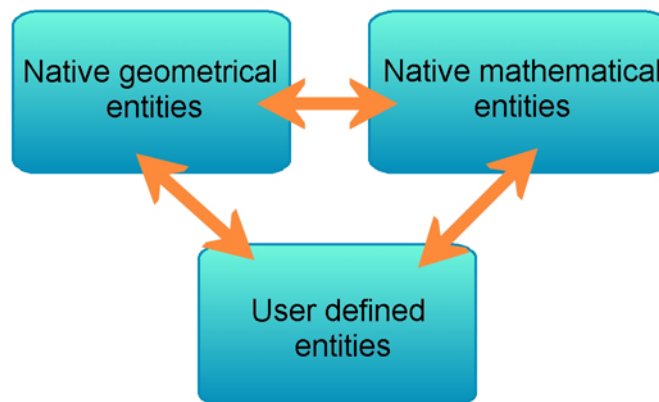 Native geometrical
entities
Native mathematical
entities
User defined
entities